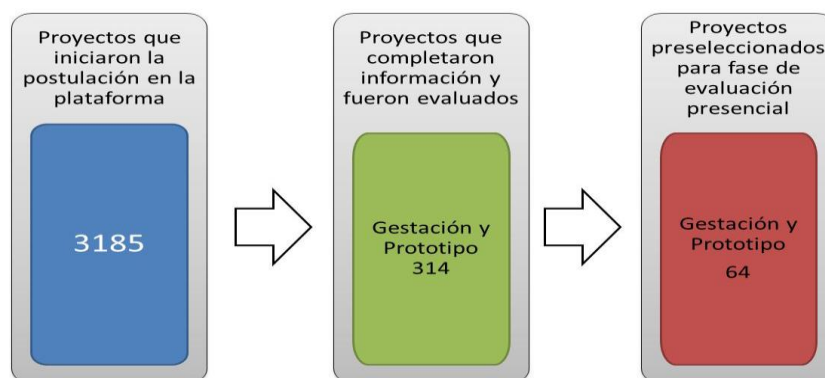 Proyectos que
iniciaron la
postulación en la
plataforma
3185
Proyectos que
completaron
información y
fueron evaluados
Gestación y
Prototipo
314
Proyectos
preseleccionados
para fase de
evaluación
presencial
Gestación y
Prototipo
64